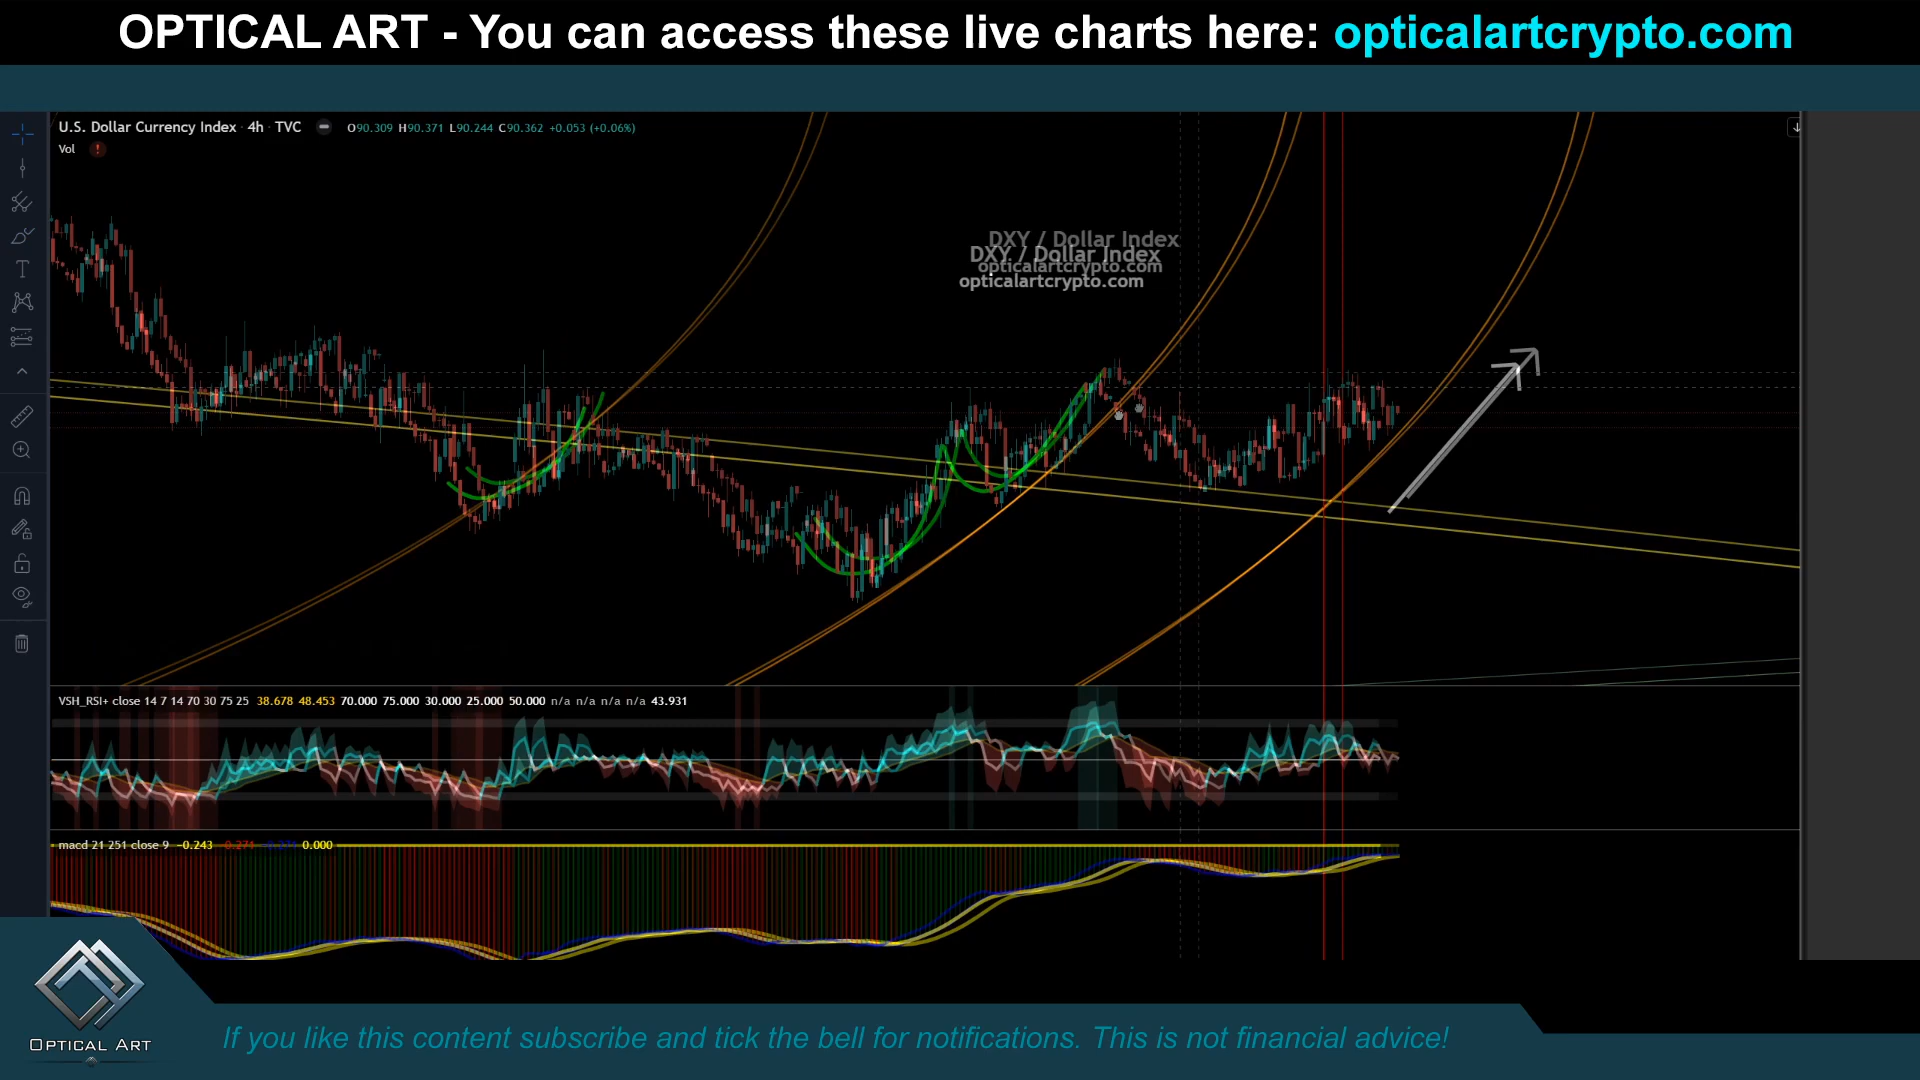 OPTICAL ART - You can access these live charts here: opticalartcrypto.com
U.S. Dollar Currency Index · 4h · TVC O90.309 H90.371 L90.244 C90.362 +0.053 (+0.06%)
Vol !
DXY / Dollar Index
DXY / Dollar Index
opticalartcrypto.com
opticalartcrypto.com
VSH_RSI+ close 14 7 14 70 30 75 25 38.678 48.453 70.000 75.000 30.000 25.000 50.000 n/a n/a n/a n/a 43.931
macd 21 251 close 9 -0.243 0.000
OPTICAL ART
If you like this content subscribe and tick the bell for notifications. This is not financial advice!